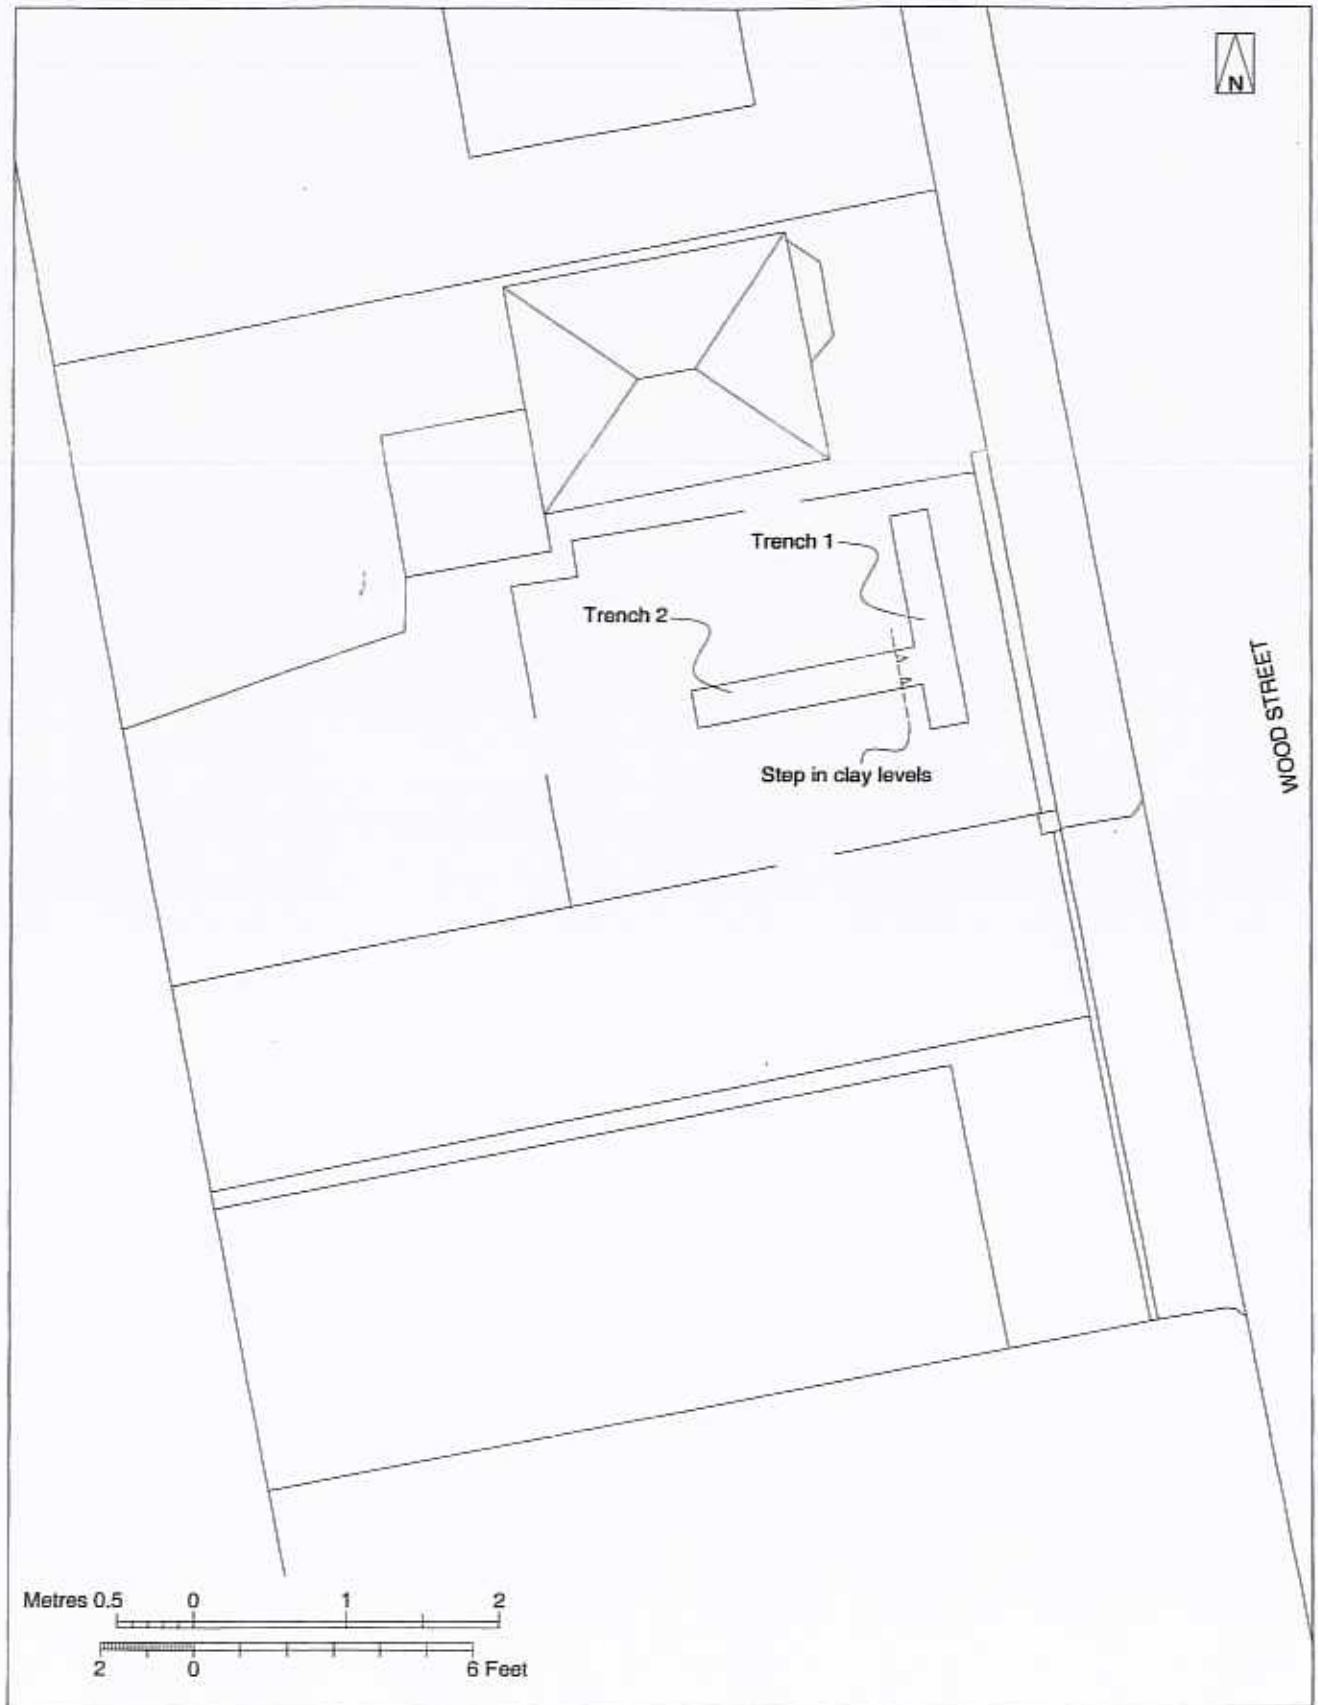 N
Trench 1
Trench 2
WOOD STREET
Step in clay levels
Metres 0.5 0 1 2
2 0 6 Feet